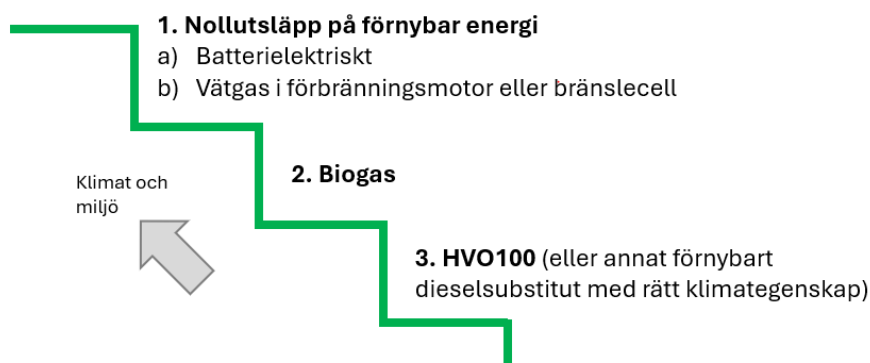 1. Nollutsläpp på förnybar energi
a) Batterielektriskt
b) Vätgas i förbränningsmotor eller bränslecell
2. Biogas
Klimat och
miljö
3. HVO100 (eller annat förnybart
dieselsubstitut med rätt klimategenskap)